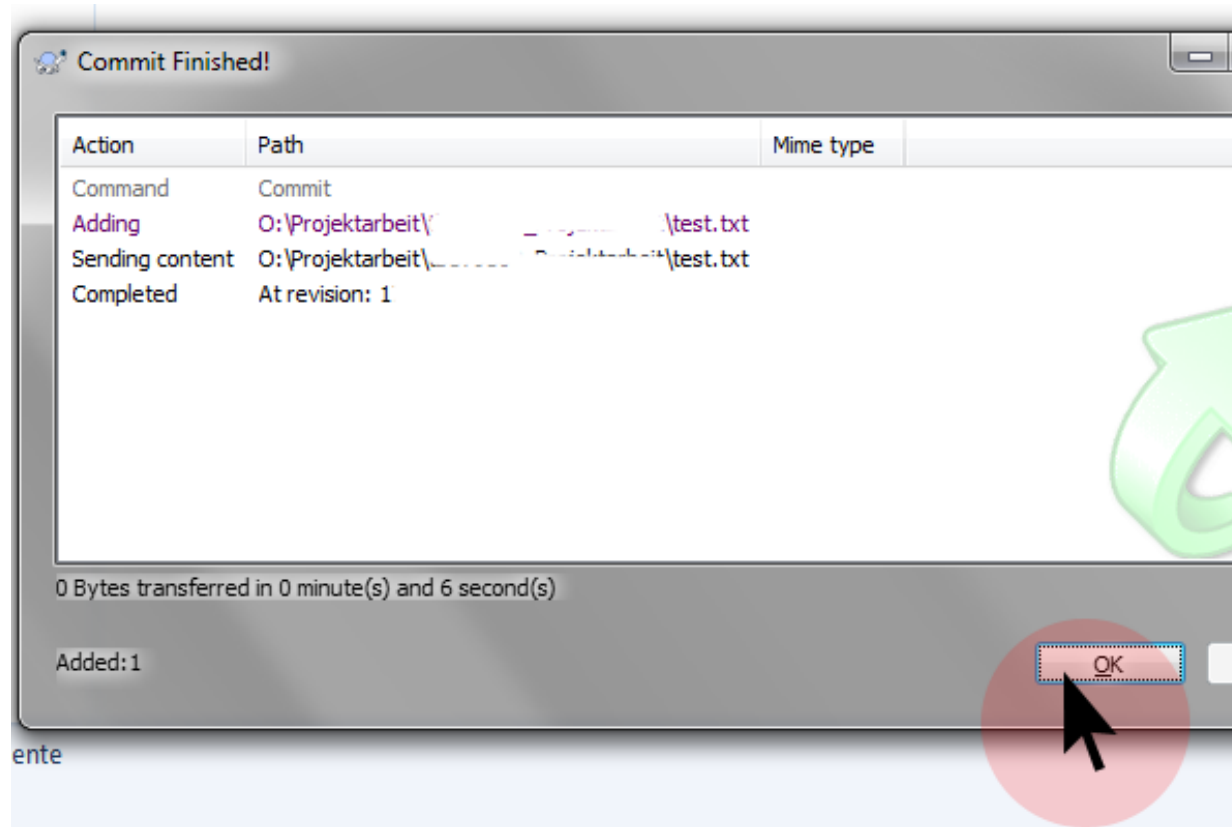 Commit Finished!
Action Path Mime type
Command Commit
Adding O:\Projektarbeit\ \test.txt
Sending content O:\Projektarbeit\ \test.txt
Completed At revision: 1
0 Bytes transferred in 0 minute(s) and 6 second(s)
Added:1
OK
ente